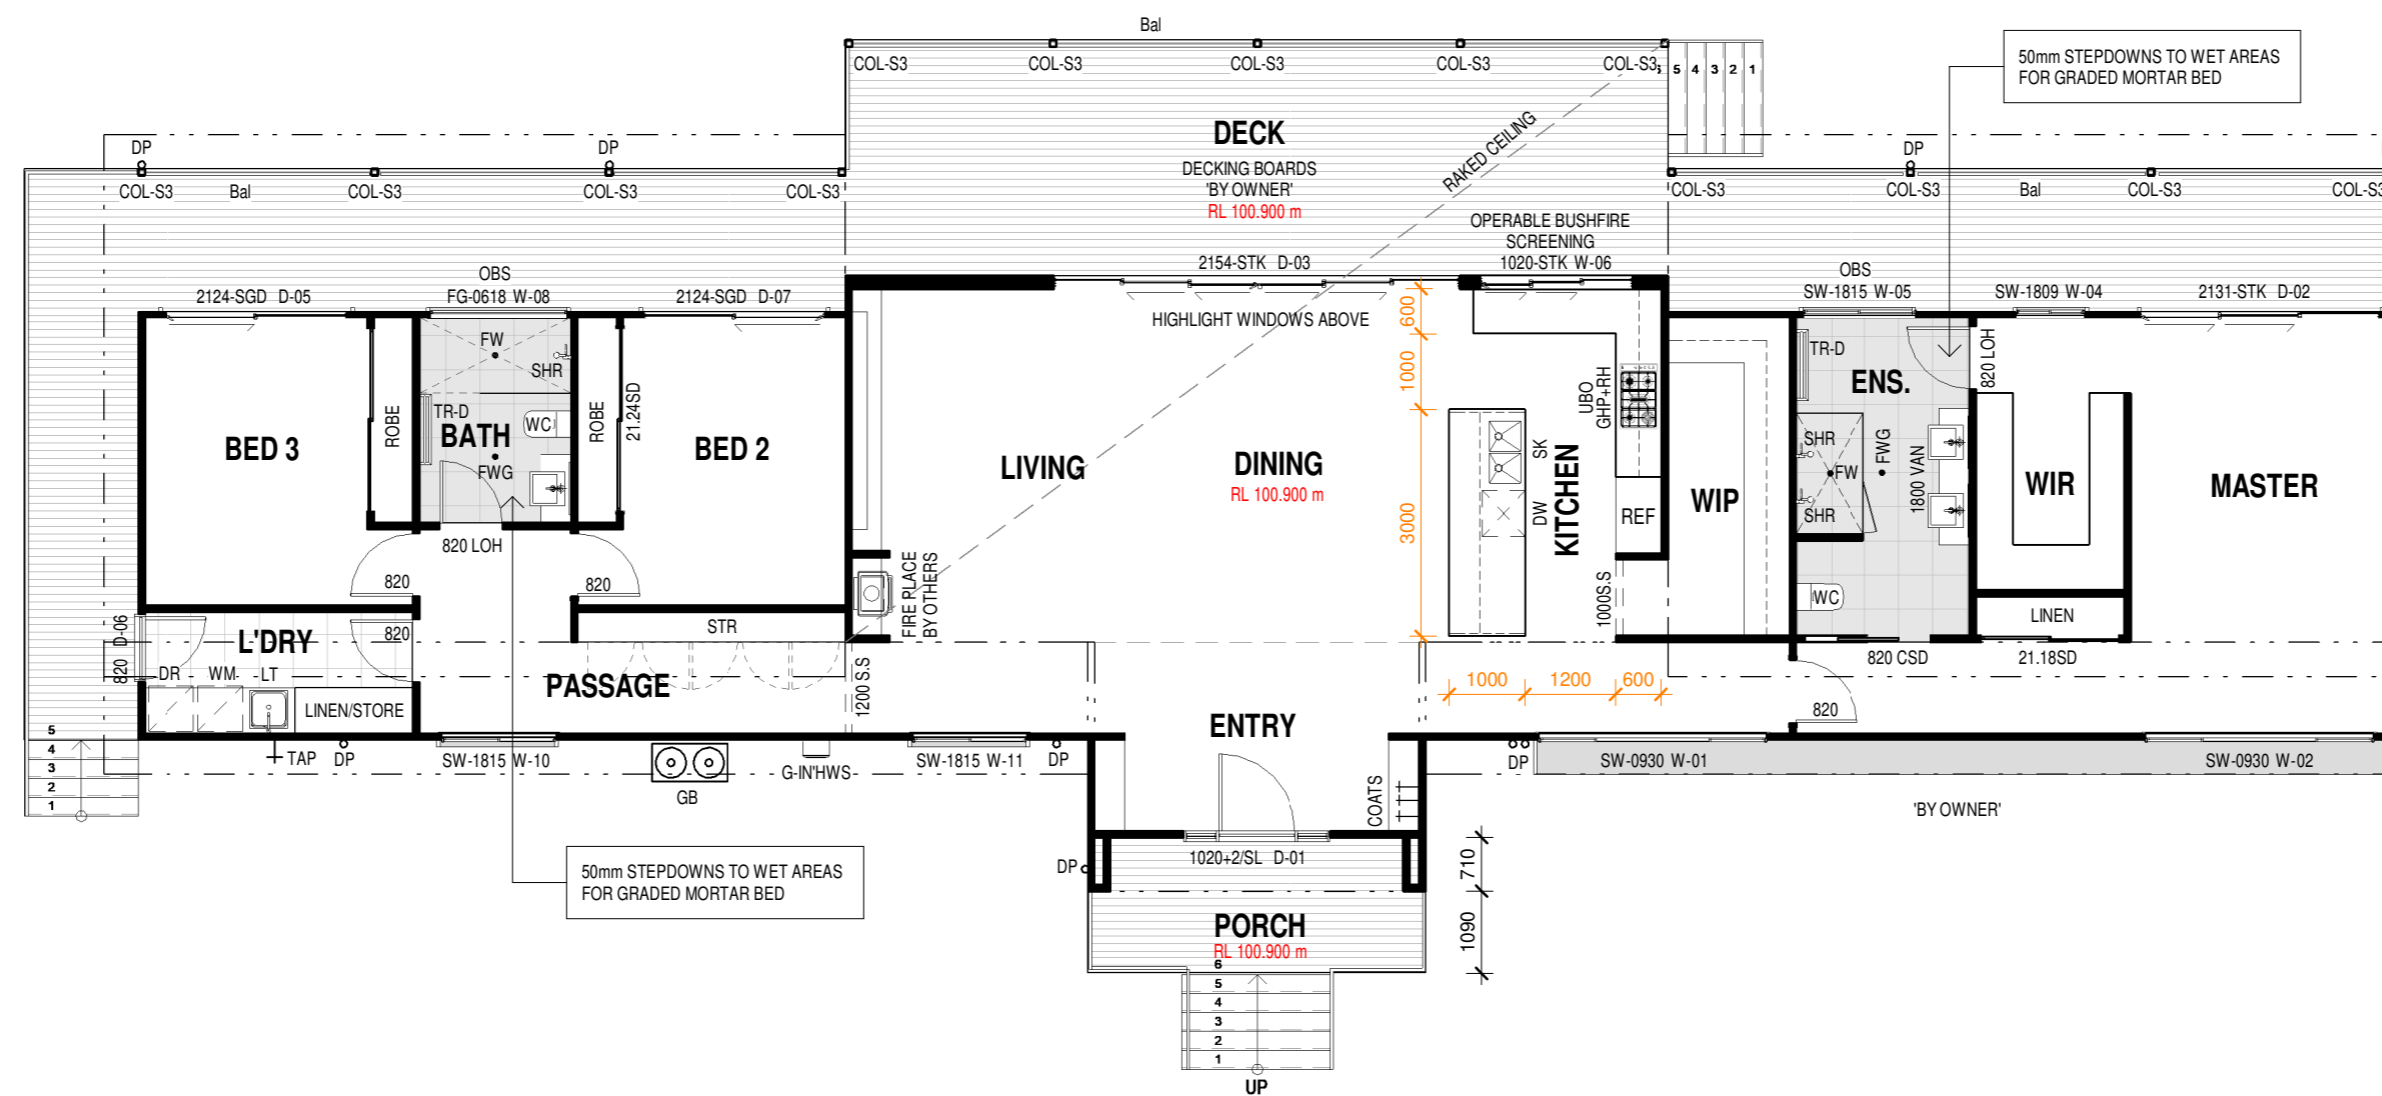 Bal
COL-S3
COL-S3
COL-S3
COL-S3
COL-S3
5 4 3 2 1
50mm STEPDOWNS TO WET AREAS
FOR GRADED MORTAR BED
DECK
DECKING BOARDS
'BY OWNER'
RL 100.900 m
RAKED CEILING
DP
DP
DP
COL-S3
Bal
COL-S3
COL-S3
COL-S3
COL-S3
COL-S3
Bal
COL-S3
COL-S3
OPERABLE BUSHFIRE
SCREENING
OBS
2154-STK D-03
1020-STK W-06
OBS
2124-SGD D-05
FG-0618 W-08
2124-SGD D-07
SW-1815 W-05
SW-1809 W-04
2131-STK D-02
HIGHLIGHT WINDOWS ABOVE
600
FW
SHR
TR-D
BATH
WC
FWG
ROBE
ROBE
21.24SD
BED 3
BED 2
LIVING
DINING
RL 100.900 m
1000
3000
UBO
GHP+RH
SK
DW
KITCHEN
REF
WIP
TR-D
ENS.
820 LOH
SHR
FW
FWG
SHR
1800 VAN
WIR
MASTER
820 LOH
820
820
FIRE PLACE
BY OTHERS
1000S.S
WC
LINEN
STR
820 D-06
L'DRY
820
DR
WM
LT
LINEN/STORE
PASSAGE
1200 S.S
1000
1200
600
820 CSD
21.18SD
820
ENTRY
5
4
3
2
1
TAP
DP
SW-1815 W-10
GB
G-IN'HWS
SW-1815 W-11
DP
COATS
DP
SW-0930 W-01
SW-0930 W-02
'BY OWNER'
1020+2/SL D-01
DP
710
1090
50mm STEPDOWNS TO WET AREAS
FOR GRADED MORTAR BED
PORCH
RL 100.900 m
6
5
4
3
2
1
UP